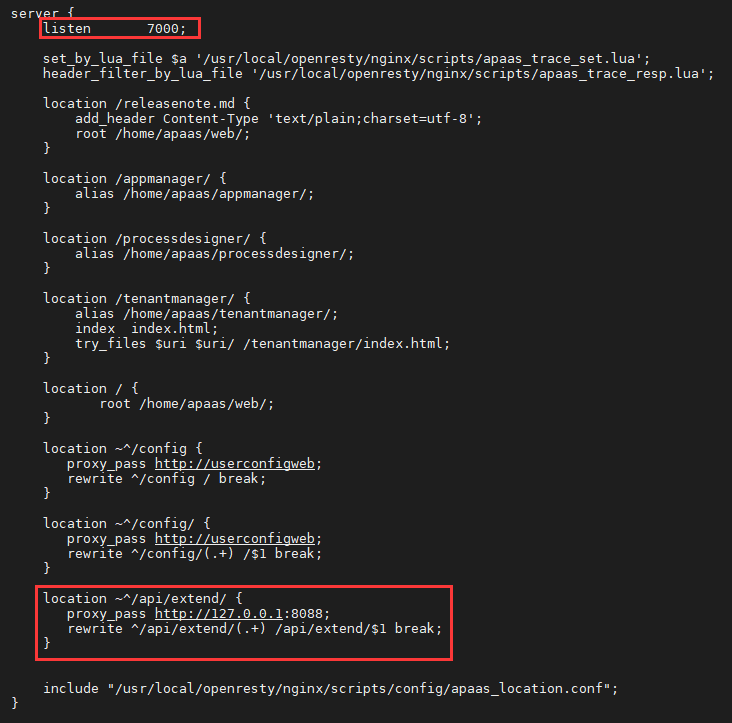 server {
    listen       7000;

    set_by_lua_file $a '/usr/local/openresty/nginx/scripts/apaas_trace_set.lua';
    header_filter_by_lua_file '/usr/local/openresty/nginx/scripts/apaas_trace_resp.lua';

    location /releasenote.md {
        add_header Content-Type 'text/plain;charset=utf-8';
        root /home/apaas/web/;
    }

    location /appmanager/ {
        alias /home/apaas/appmanager/;
    }

    location /processdesigner/ {
        alias /home/apaas/processdesigner/;
    }

    location /tenantmanager/ {
        alias /home/apaas/tenantmanager/;
        index  index.html;
        try_files $uri $uri/ /tenantmanager/index.html;
    }

    location / {
           root /home/apaas/web/;
    }

    location ~^/config {
       proxy_pass http://userconfigweb;
       rewrite ^/config / break;
    }

    location ~^/config/ {
       proxy_pass http://userconfigweb;
       rewrite ^/config/(.+) /$1 break;
    }

    location ~^/api/extend/ {
       proxy_pass http://127.0.0.1:8088;
       rewrite ^/api/extend/(.+) /api/extend/$1 break;
    }

    include "/usr/local/openresty/nginx/scripts/config/apaas_location.conf";
}